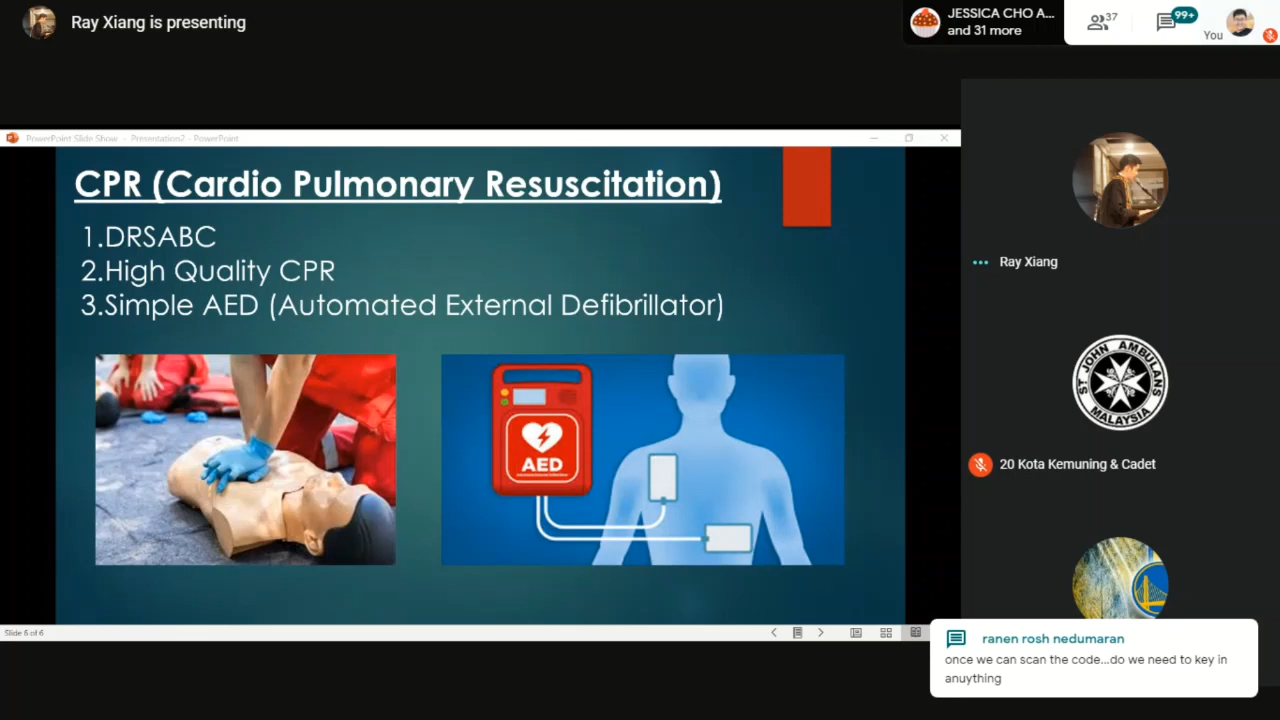 Ray Xiang is presenting
JESSICA CHO A...
and 31 more
37
99+
You
PowerPoint Slide Show - Presentation2 - PowerPoint
CPR (Cardio Pulmonary Resuscitation)
1.DRSABC
2.High Quality CPR
3.Simple AED (Automated External Defibrillator)
AED
Slide 6 of 6
Ray Xiang
ST JOHN AMBULANS
MALAYSIA
20 Kota Kemuning & Cadet
ranen rosh nedumaran
once we can scan the code...do we need to key in
anuything